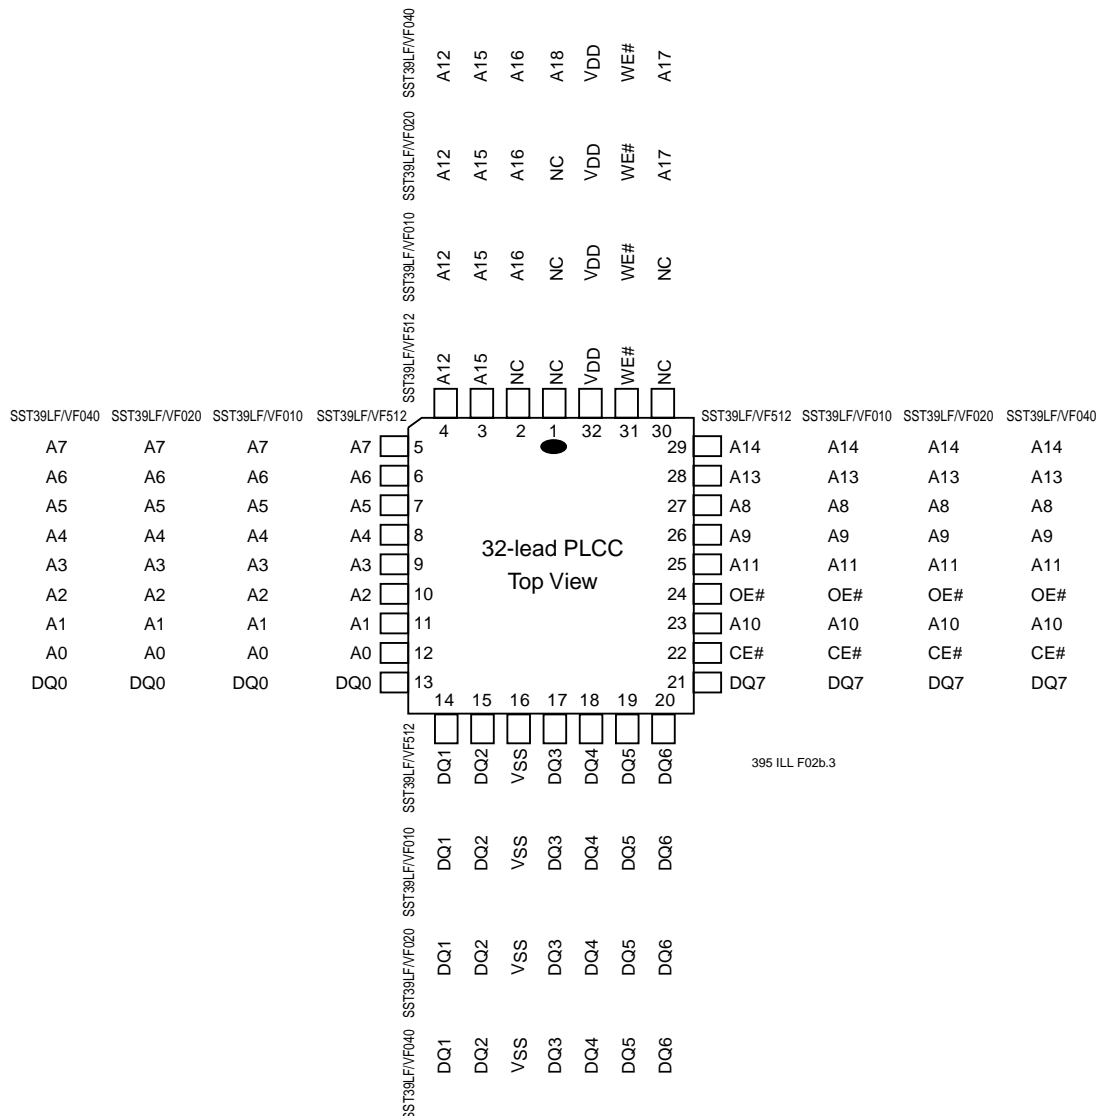 SST39LF/VF040 A12 A15 A16 A18 VDD WE# A17
SST39LF/VF020 A12 A15 A16 NC VDD WE# A17
SST39LF/VF010 A12 A15 A16 NC VDD WE# NC
SST39LF/VF512 A12 A15 NC NC VDD WE# NC
SST39LF/VF040 SST39LF/VF020 SST39LF/VF010 SST39LF/VF512 SST39LF/VF512 SST39LF/VF010 SST39LF/VF020 SST39LF/VF040
4 3 2 1 32 31 30
A7 A7 A7 A7 5 29 A14 A14 A14 A14
A6 A6 A6 A6 6 28 A13 A13 A13 A13
A5 A5 A5 A5 7 27 A8 A8 A8 A8
A4 A4 A4 A4 8 26 A9 A9 A9 A9
32-lead PLCC
A3 A3 A3 A3 9 25 A11 A11 A11 A11
Top View
A2 A2 A2 A2 10 24 OE# OE# OE# OE#
A1 A1 A1 A1 11 23 A10 A10 A10 A10
A0 A0 A0 A0 12 22 CE# CE# CE# CE#
DQ0 DQ0 DQ0 DQ0 13 21 DQ7 DQ7 DQ7 DQ7
14 15 16 17 18 19 20
SST39LF/VF512 DQ1 DQ2 VSS DQ3 DQ4 DQ5 DQ6
395 ILL F02b.3
SST39LF/VF010 DQ1 DQ2 VSS DQ3 DQ4 DQ5 DQ6
SST39LF/VF020 DQ1 DQ2 VSS DQ3 DQ4 DQ5 DQ6
SST39LF/VF040 DQ1 DQ2 VSS DQ3 DQ4 DQ5 DQ6